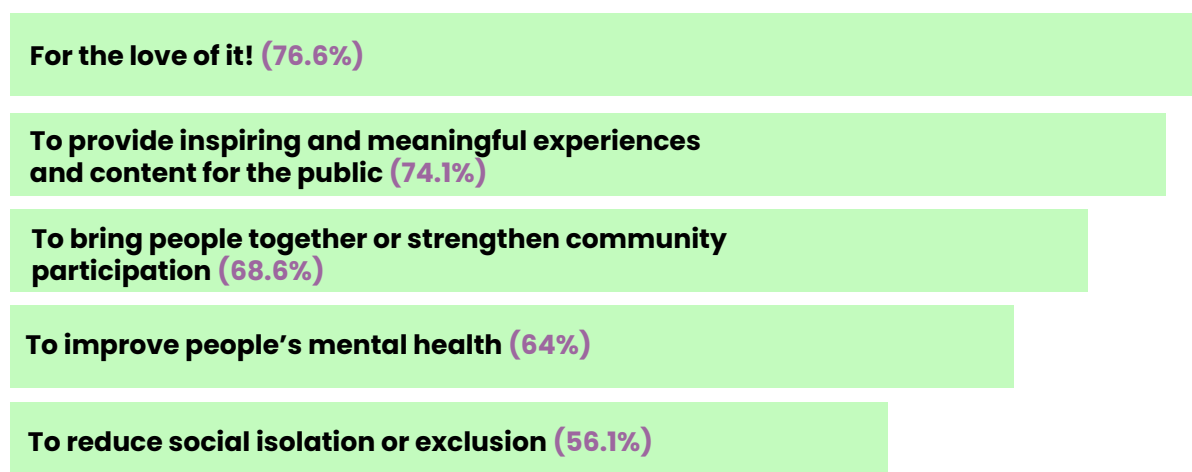 For the love of it! (76.6%)
To provide inspiring and meaningful experiences
and content for the public (74.1%)
To bring people together or strengthen community
participation (68.6%)
To improve people’s mental health (64%)
To reduce social isolation or exclusion (56.1%)